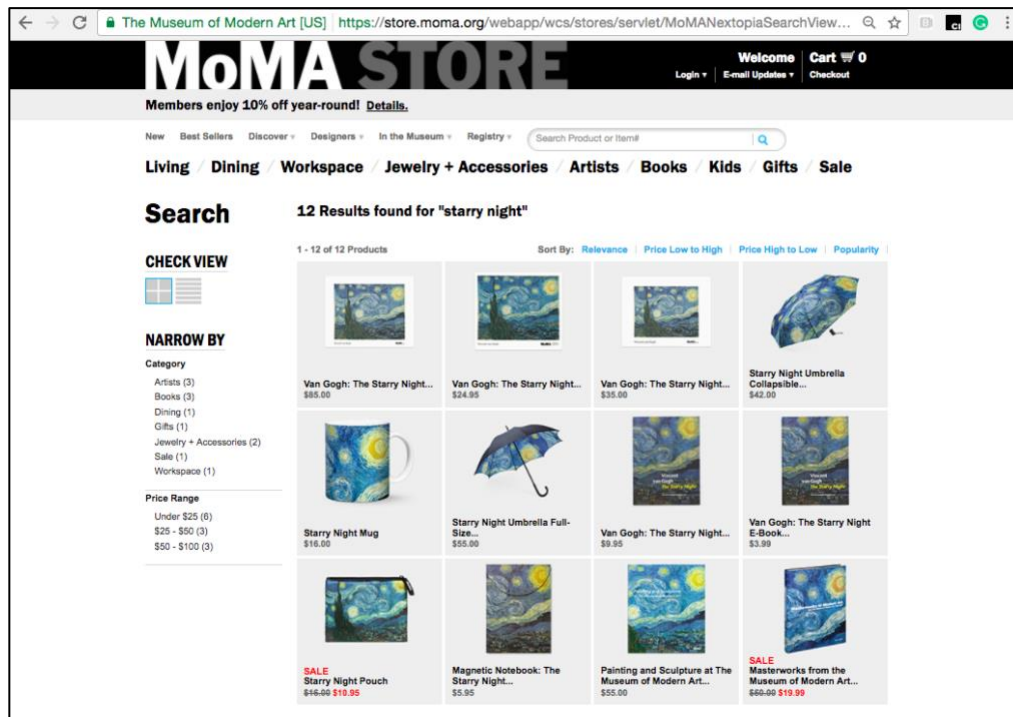 The Museum of Modern Art [US] https://store.moma.org/webapp/wcs/stores/servlet/MoMANextopiaSearchView...
MoMA STORE
Welcome Cart 0
Login E-mail Updates Checkout
Members enjoy 10% off year-round! Details.
New Best Sellers Discover Designers In the Museum Registry Search Product or Item#
Living / Dining / Workspace / Jewelry + Accessories / Artists / Books / Kids / Gifts / Sale
Search
12 Results found for "starry night"
1 - 12 of 12 Products Sort By: Relevance | Price Low to High | Price High to Low | Popularity |
CHECK VIEW
NARROW BY
Category
Artists (3)
Books (3)
Dining (1)
Gifts (1)
Jewelry + Accessories (2)
Sale (1)
Workspace (1)
Price Range
Under $25 (6)
$25 - $50 (3)
$50 - $100 (3)
Van Gogh: The Starry Night...
$85.00
Van Gogh: The Starry Night...
$24.95
Van Gogh: The Starry Night...
$35.00
Starry Night Umbrella
Collapsible...
$42.00
Starry Night Mug
$16.00
Starry Night Umbrella Full-
Size...
$55.00
Van Gogh: The Starry Night...
$9.95
Van Gogh: The Starry Night
E-Book...
$3.99
SALE
Starry Night Pouch
$16.00 $10.95
Magnetic Notebook: The
Starry Night...
$5.95
Painting and Sculpture at The
Museum of Modern Art...
$55.00
SALE
Masterworks from the
Museum of Modern Art...
$60.00 $19.99